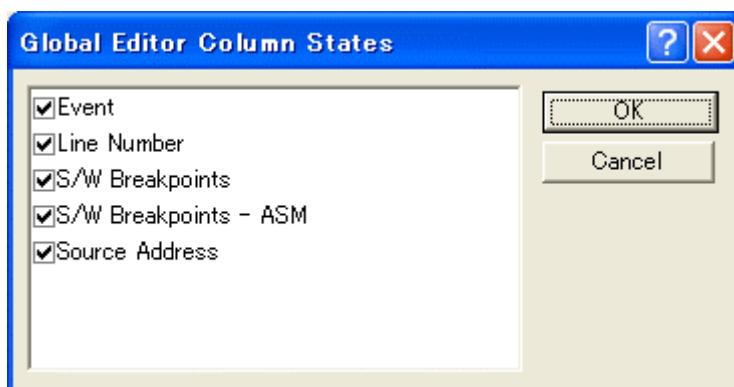 Global Editor Column States
Event
Line Number
S/W Breakpoints
S/W Breakpoints - ASM
Source Address
OK
Cancel